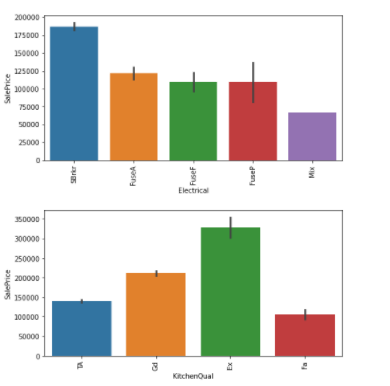 200000
175000
150000
125000
100000
75000
50000
25000
0
SalePrice
SBrkr
FuseA
FuseF
FuseP
Mix
Electrical
350000
300000
250000
200000
150000
100000
50000
0
SalePrice
TA
Gd
Ex
Fa
KitchenQual